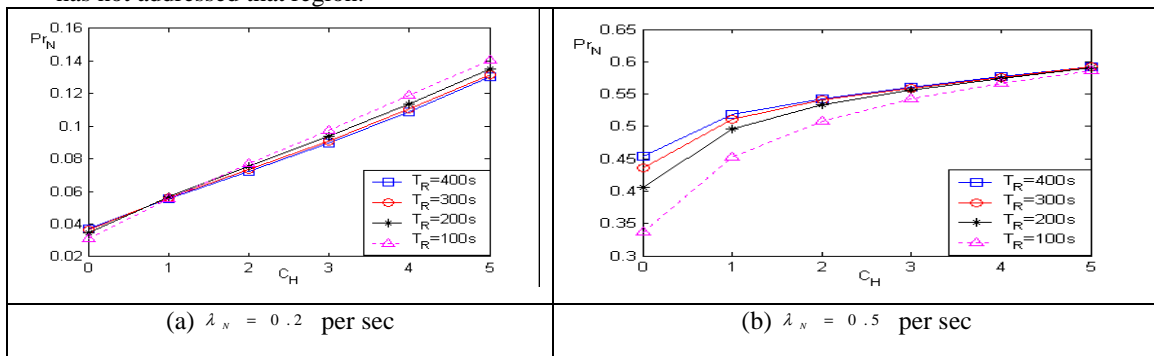 has not addressed that region.
Pr_N
0.16
0.14
0.12
0.1
0.08
0.06
0.04
0.02
0 1 2 3 4 5
C_H
T_R=400s
T_R=300s
T_R=200s
T_R=100s
Pr_N
0.6
0.55
0.5
0.45
0.4
0.35
0.3
0 1 2 3 4 5
C_H
T_R=400s
T_R=300s
T_R=200s
T_R=100s
(a) λ_N = 0.2 per sec
(b) λ_N = 0.5 per sec